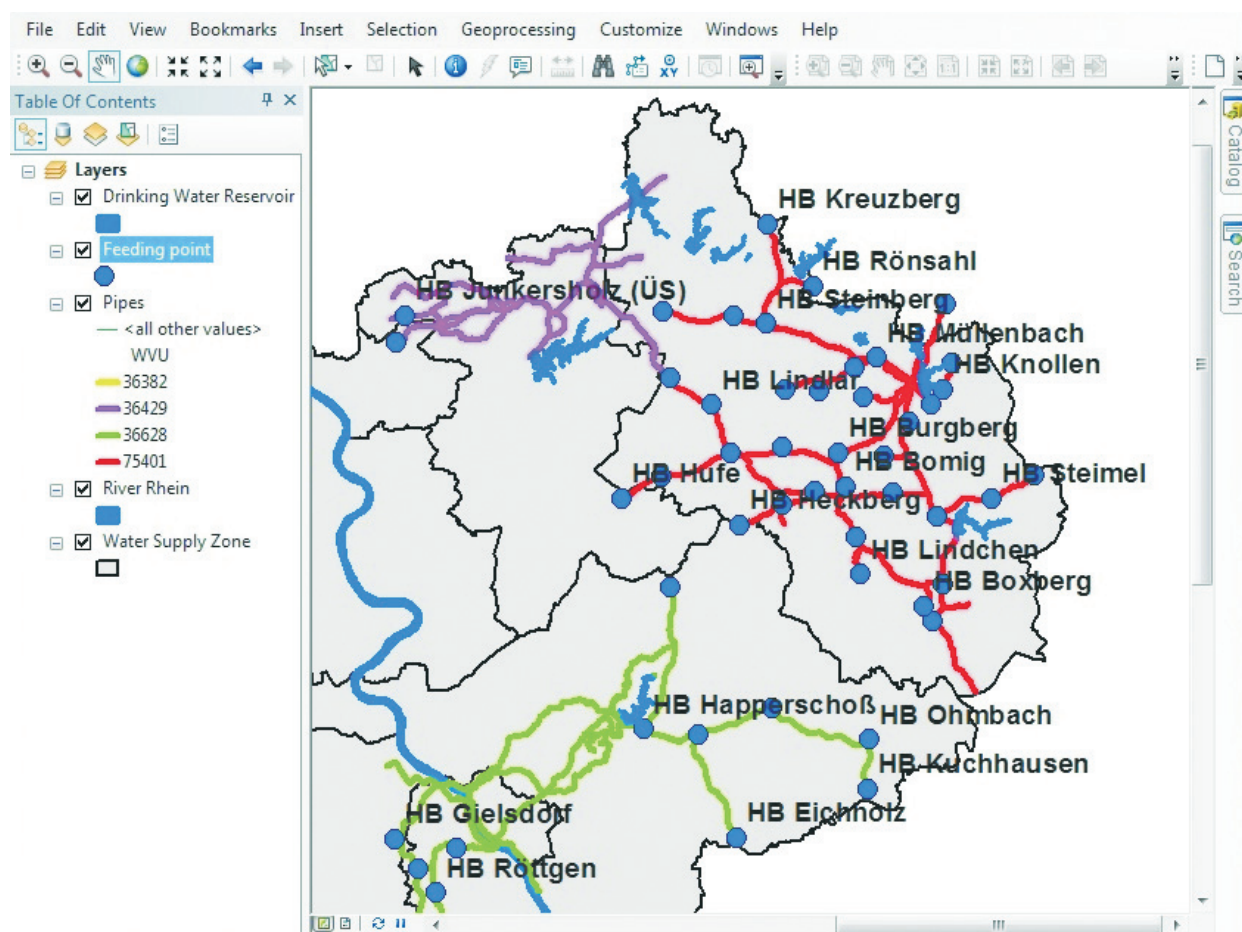 File Edit View Bookmarks Insert Selection Geoprocessing Customize Windows Help
XY
1:1
Table Of Contents
Layers
Drinking Water Reservoir
Feeding point
Pipes
<all other values>
WVU
36382
36429
36628
75401
River Rhein
Water Supply Zone
HB Kreuzberg
HB Rönsahl
HB Junkersholz (ÜS)
HB Steinberg
HB Müllenbach
HB Knollen
HB Lindlar
HB Burgberg
HB Bomig
HB Hufe
HB Steimel
HB Heckberg
HB Lindchen
HB Boxberg
HB Happerschoß
HB Ohmbach
HB Kuchhausen
HB Gielsdorf
HB Eichholz
HB Röttgen
Catalog
Search